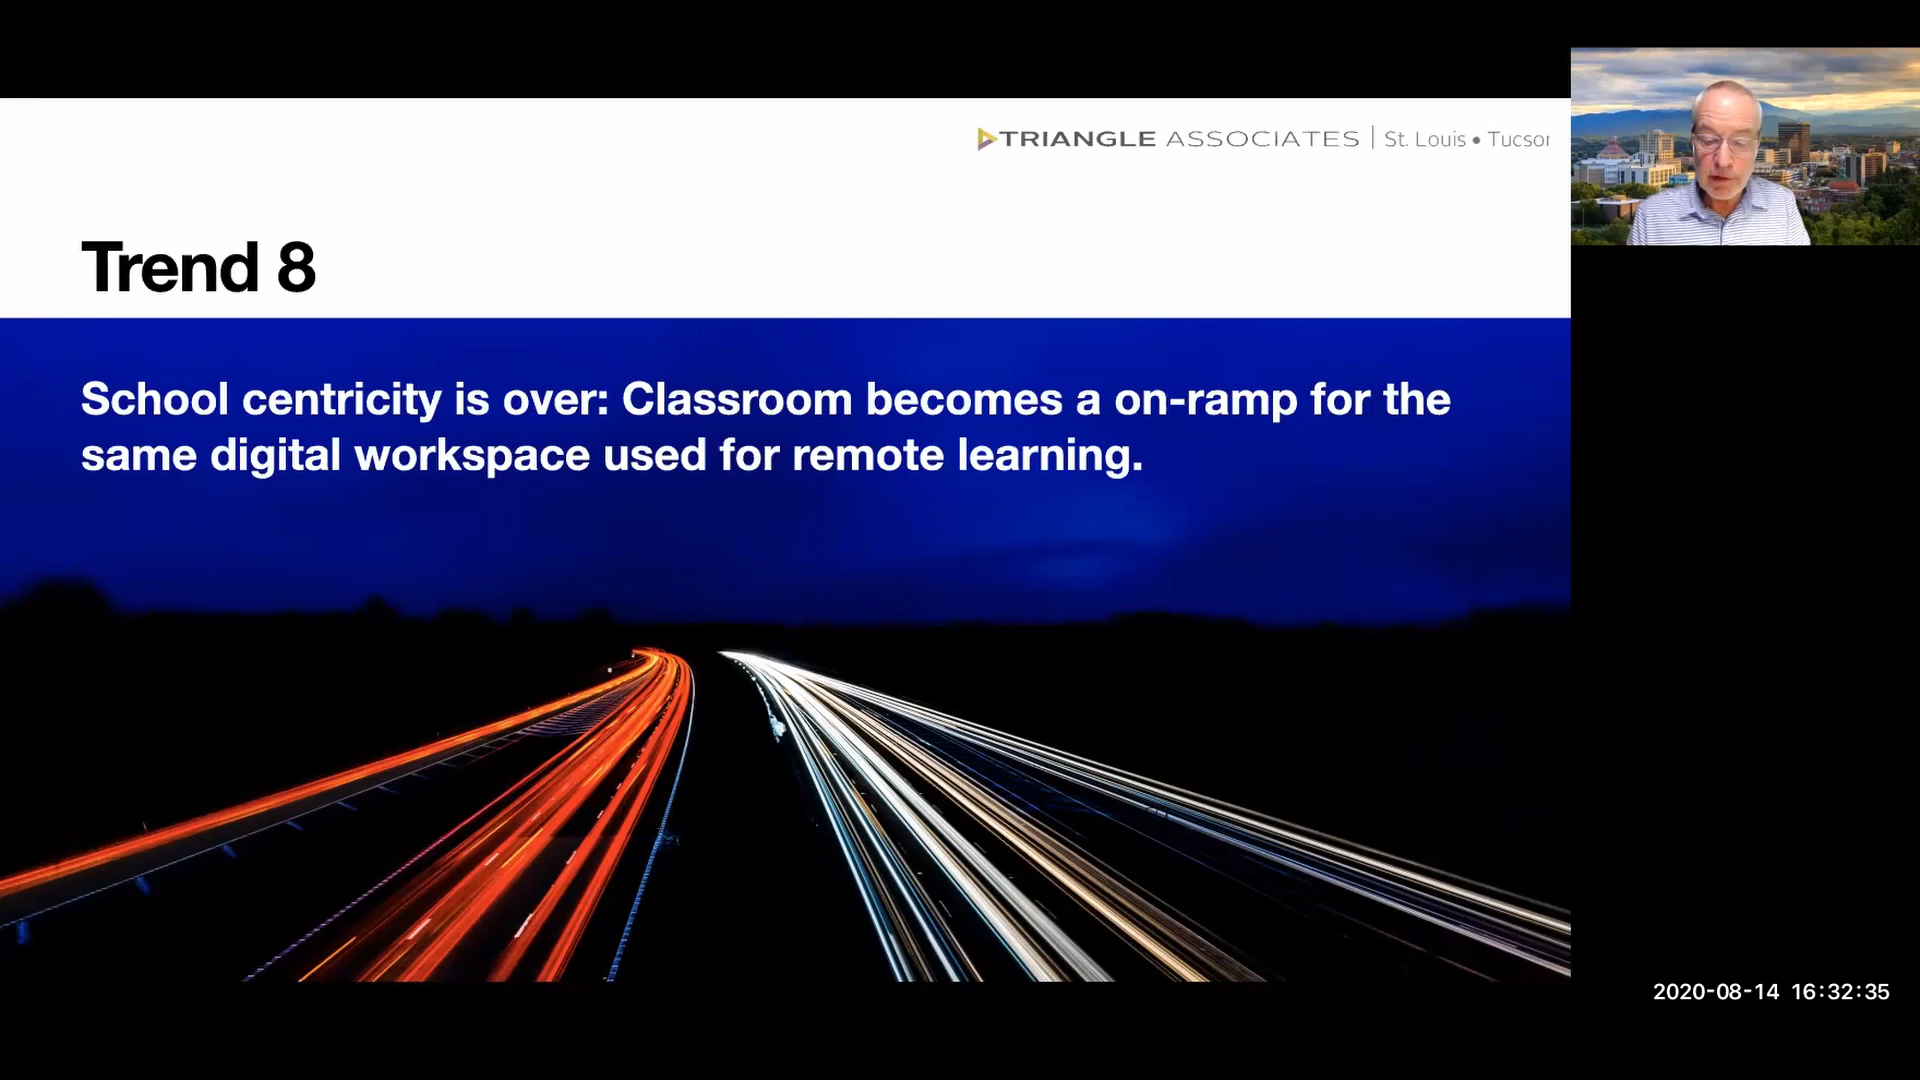 TRIANGLE ASSOCIATES | St. Louis • Tucson
Trend 8
School centricity is over: Classroom becomes a on-ramp for the
same digital workspace used for remote learning.
2020-08-14 16:32:35